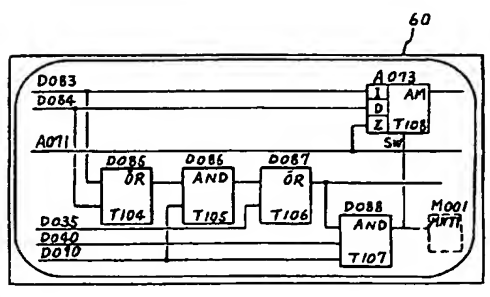 60
D083
D084
A073
I
AM
D
Z
T108
SW
A071
D085
OR
T104
D086
AND
T105
D087
OR
T106
D088
AND
T107
M001
D035
D040
D090